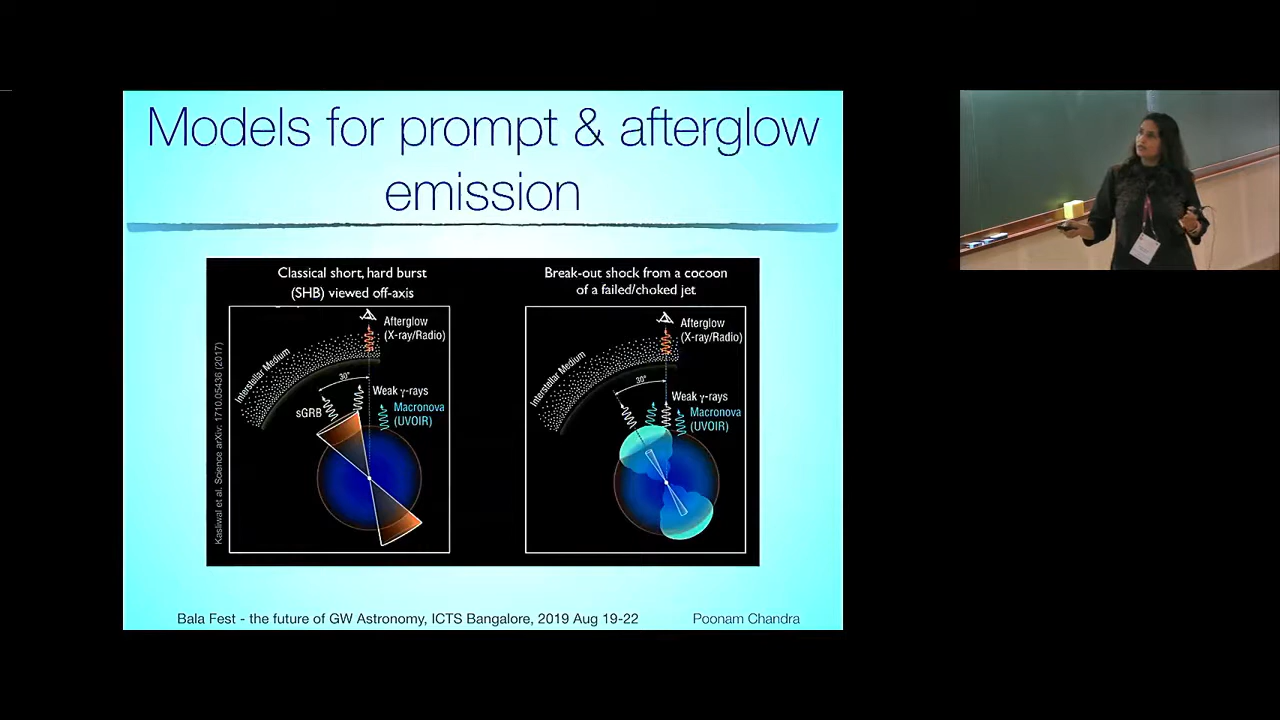 Models for prompt & afterglow
emission
Classical short, hard burst
(SHB) viewed off-axis
Afterglow
(X-ray/Radio)
Interstellar Medium
30°
Weak γ-rays
sGRB
Macronova
(UVOIR)
Kasliwal et al. Science arXiv: 1710.05436 (2017)
Break-out shock from a cocoon
of a failed/choked jet
Afterglow
(X-ray/Radio)
Interstellar Medium
30°
Weak γ-rays
Macronova
(UVOIR)
Bala Fest - the future of GW Astronomy, ICTS Bangalore, 2019 Aug 19-22
Poonam Chandra